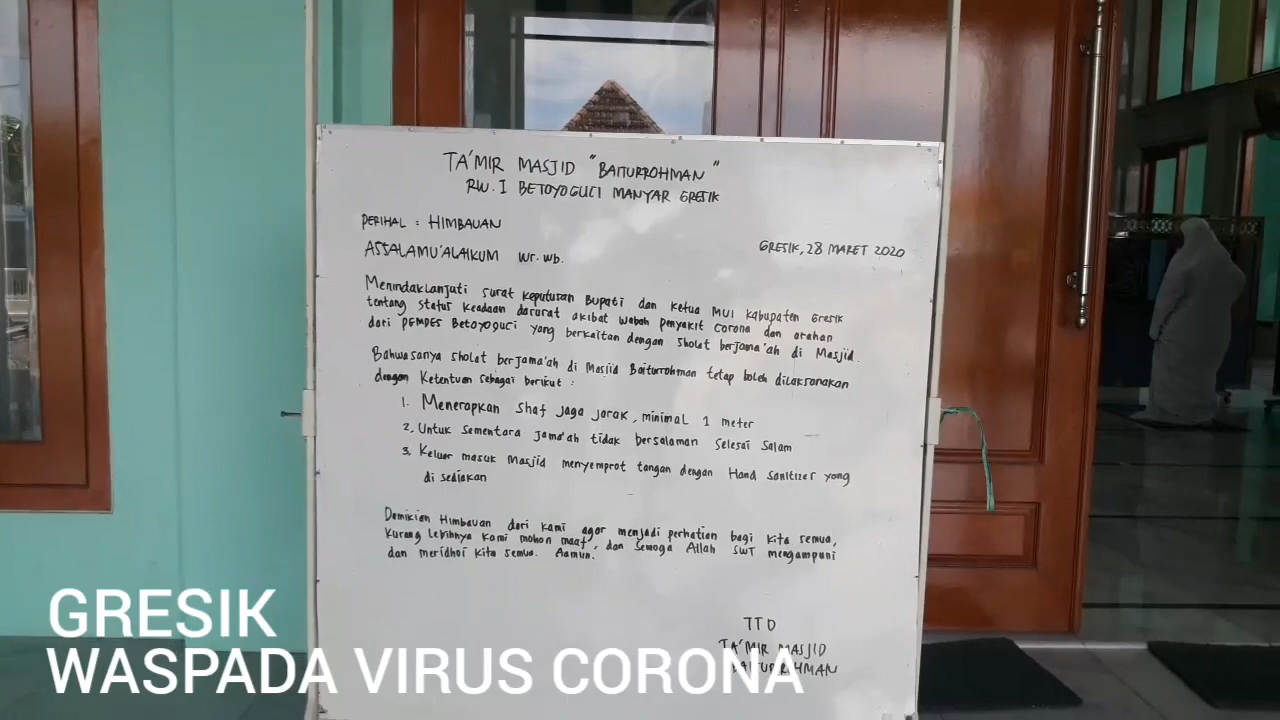 TA'MIR MASJID "BAITURROHMAN"
RW. I BETOYOGUCI MANYAR GRESIK
PERIHAL : HIMBAUAN
GRESIK, 28 MARET 2020
ASSALAMU'ALAIKUM Wr. Wb.
Menindaklanjuti surat keputusan Bupati dan ketua MUI Kabupaten Gresik
tentang status keadaan darurat akibat wabah penyakit corona dan arahan
dari PEMDES Betoyoguci yang berkaitan dengan sholat berjama'ah di Masjid.
Bahwasanya sholat berjama'ah di Masjid Baiturrohman tetap boleh dilaksanakan
dengan Ketentuan sebagai berikut :
1. Menerapkan shaf jaga jarak, minimal 1 meter
2. Untuk sementara jama'ah tidak bersalaman selesai salam
3. Keluar masuk Masjid menyemprot tangan dengan Hand sanitizer yang
di sediakan
Demikian Himbauan dari kami agar menjadi perhatian bagi kita semua,
kurang lebihnya kami mohon maaf, dan semoga Allah SWT mengampuni
dan meridhoi kita semua. Aamun.
TTD
TA'MIR MASJID
BAITURROHMAN
GRESIK
WASPADA VIRUS CORONA